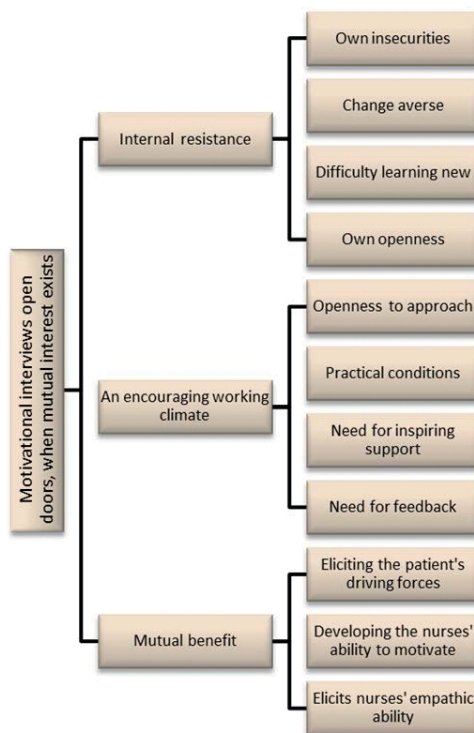 Motivational interviews open
doors, when mutual interest exists
Internal resistance
Own insecurities
Change averse
Difficulty learning new
Own openness
An encouraging working
climate
Openness to approach
Practical conditions
Need for inspiring
support
Need for feedback
Mutual benefit
Eliciting the patient's
driving forces
Developing the nurses'
ability to motivate
Elicits nurses' empathic
ability